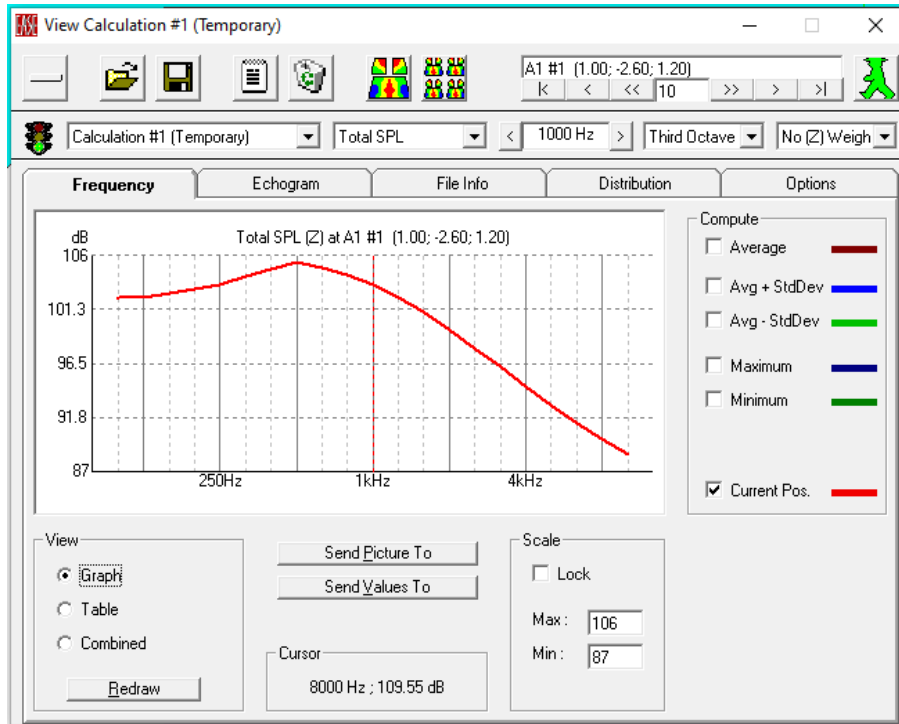 EASE View Calculation #1 (Temporary)
A1 #1 (1.00; -2.60; 1.20)
|< < << 10 >> > >|
Calculation #1 (Temporary) Total SPL < 1000 Hz > Third Octave No (Z) Weigh
Frequency Echogram File Info Distribution Options
dB Total SPL (Z) at A1 #1 (1.00; -2.60; 1.20)
106
101.3
96.5
91.8
87
250Hz 1kHz 4kHz
Compute
Average
Avg + StdDev
Avg - StdDev
Maximum
Minimum
Current Pos.
View
Graph
Table
Combined
Redraw
Send Picture To
Send Values To
Cursor
8000 Hz ; 109.55 dB
Scale
Lock
Max : 106
Min : 87